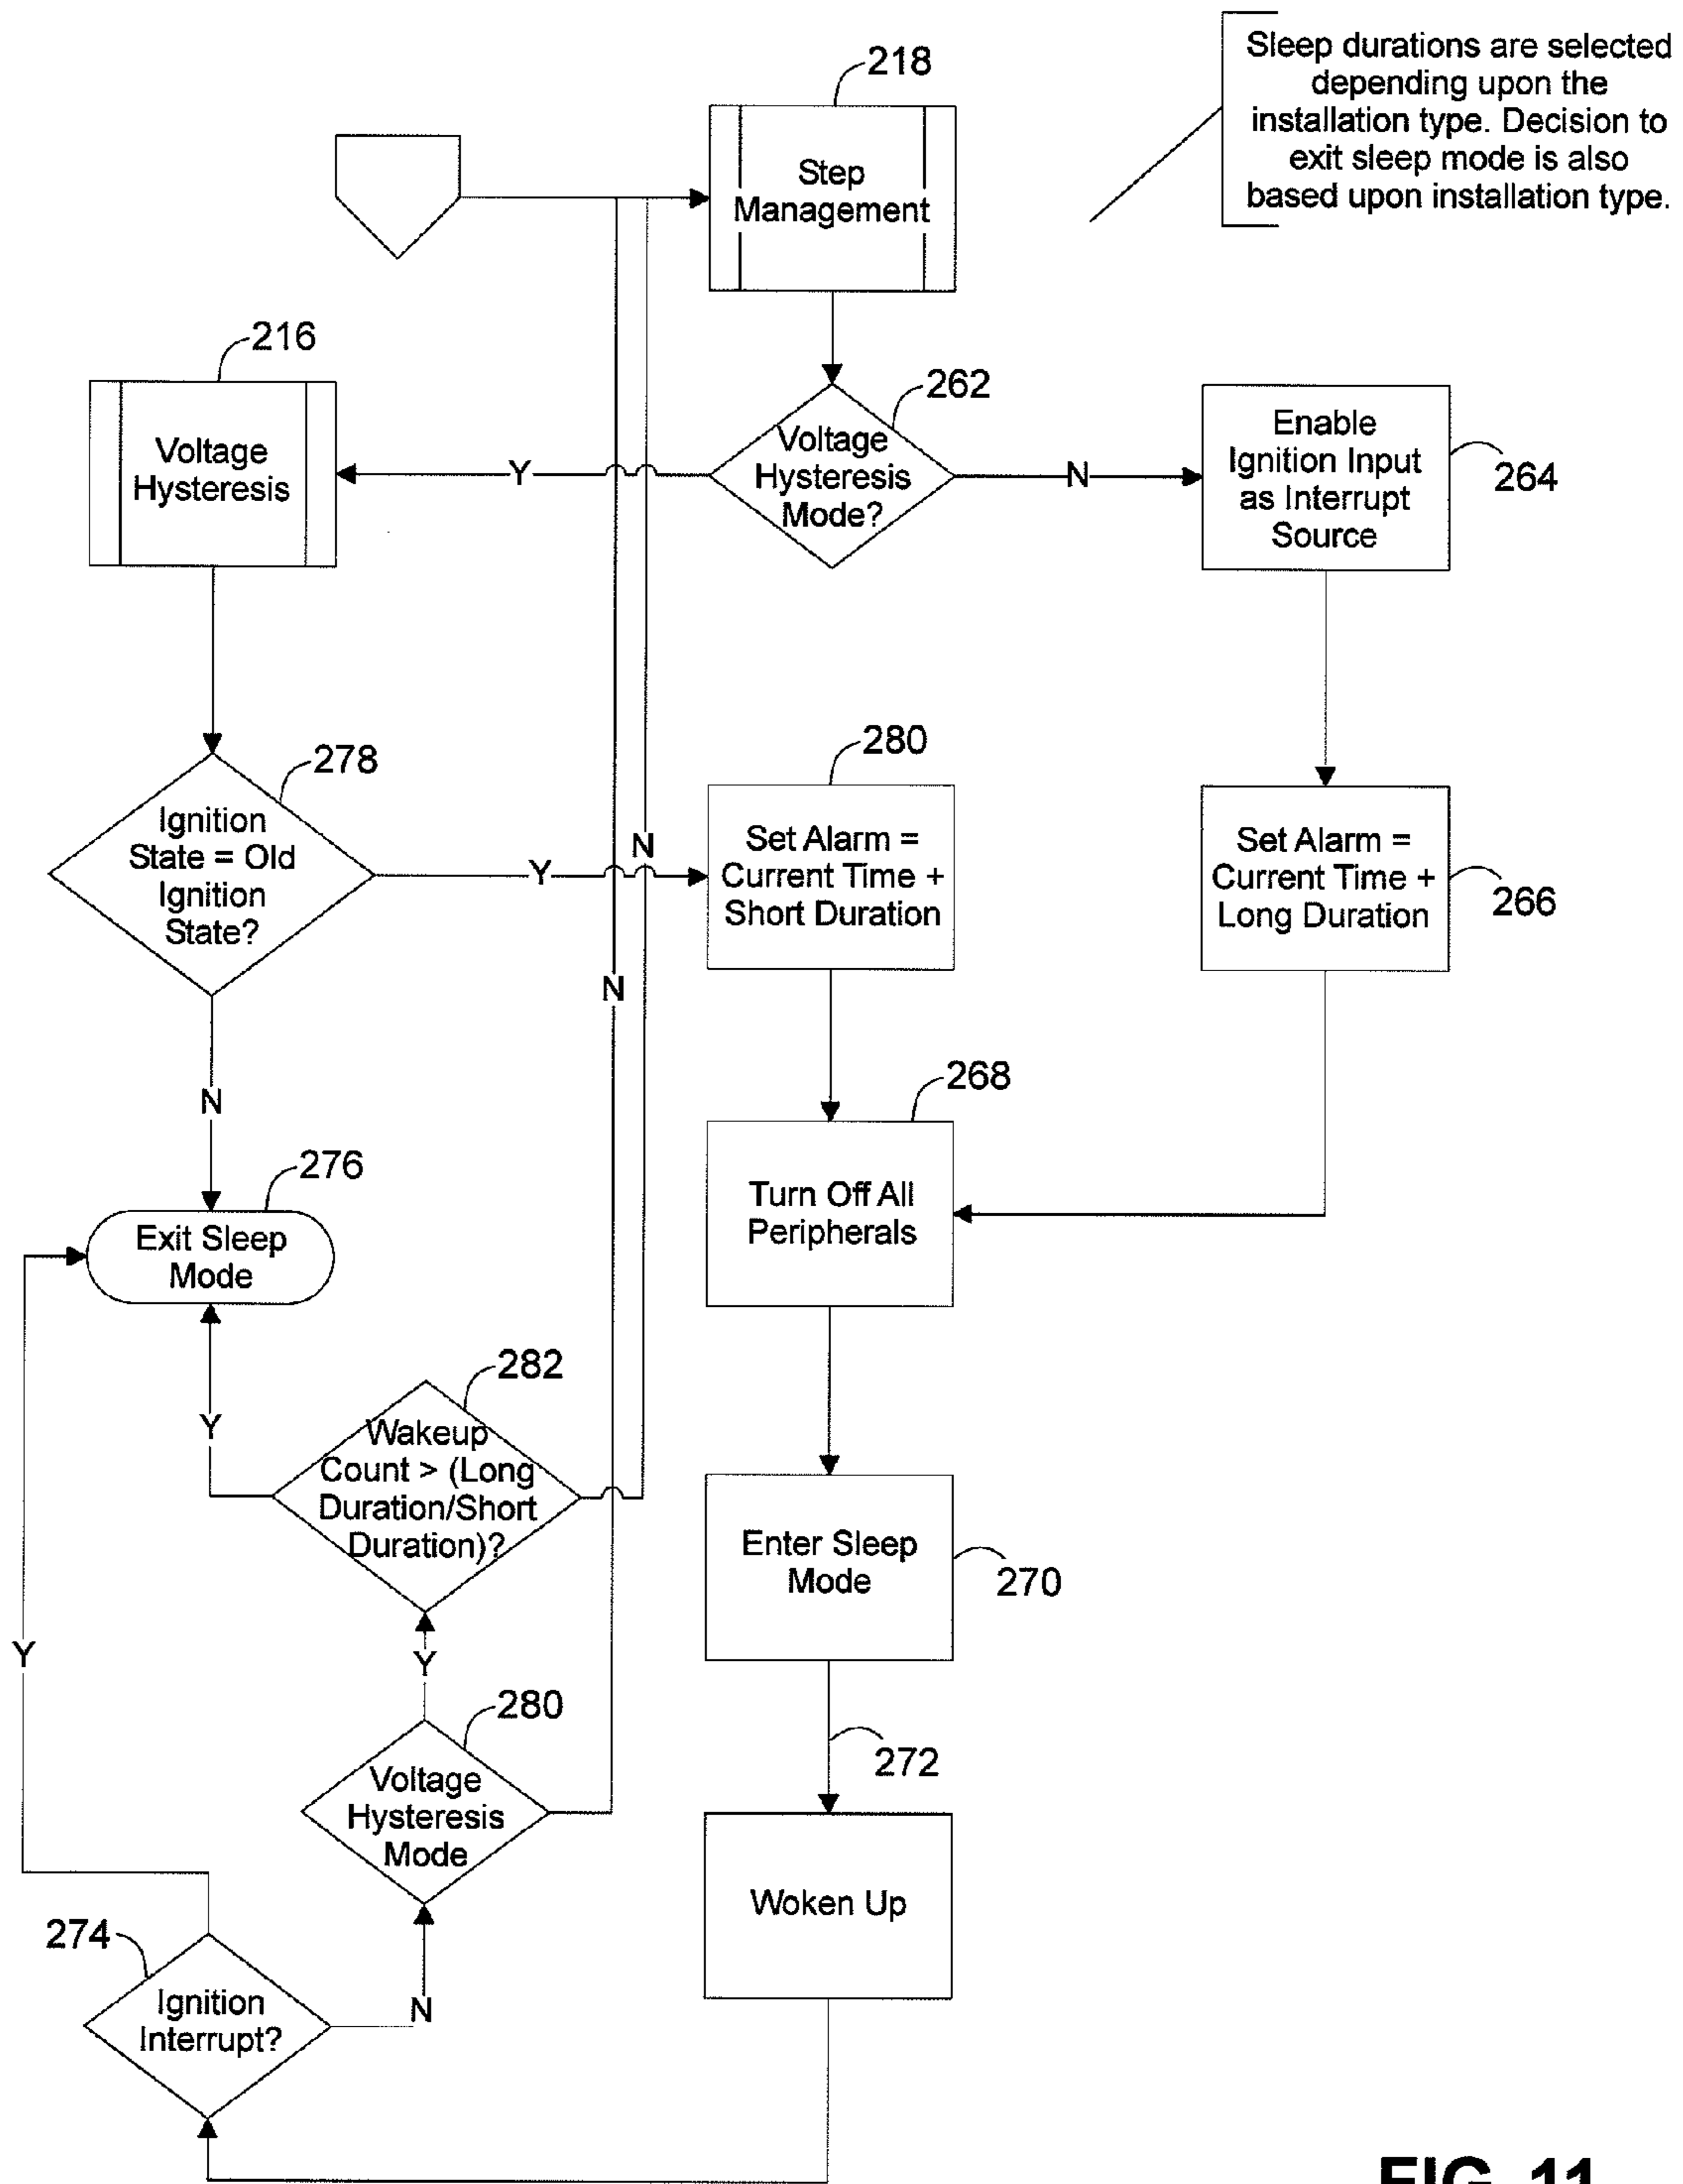 Sleep durations are selected
depending upon the
installation type. Decision to
exit sleep mode is also
based upon installation type.
218
Step
Management
216
Voltage
Hysteresis
Y
262
Voltage
Hysteresis
Mode?
N
Enable
Ignition Input
as Interrupt
Source
264
278
Ignition
State = Old
Ignition
State?
Y
N
N
280
Set Alarm =
Current Time +
Short Duration
Set Alarm =
Current Time +
Long Duration
266
N
276
Exit Sleep
Mode
268
Turn Off All
Peripherals
Y
282
Wakeup
Count > (Long
Duration/Short
Duration)?
Enter Sleep
Mode
270
Y
Y
280
Voltage
Hysteresis
Mode
272
Woken Up
274
Ignition
Interrupt?
N
FIG. 11